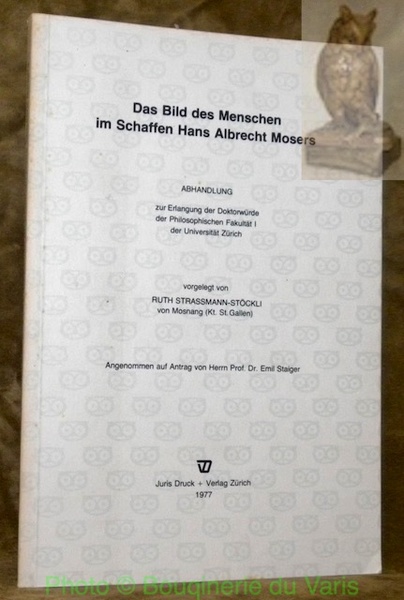 Das Bild des Menschen
im Schaffen Hans Albrecht Mosers
ABHANDLUNG
zur Erlangung der Doktorwürde
der Philosophischen Fakultät I
der Universität Zürich
vorgelegt von
RUTH STRASSMANN-STÖCKLI
von Mosnang (Kt. St. Gallen)
Angenommen auf Antrag von Herrn Prof. Dr. Emil Staiger
Juris Druck + Verlag Zürich
1977
Photo © Bouqinerie du Varis